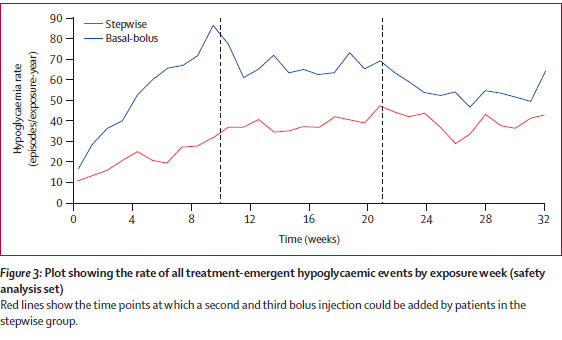 90
80
70
60
50
40
30
20
10
0
Hypoglycaemia rate
(episodes/exposure-year)
Stepwise
Basal-bolus
0 4 8 12 16 20 24 28 32
Time (weeks)
Figure 3: Plot showing the rate of all treatment-emergent hypoglycaemic events by exposure week (safety
analysis set)
Red lines show the time points at which a second and third bolus injection could be added by patients in the
stepwise group.